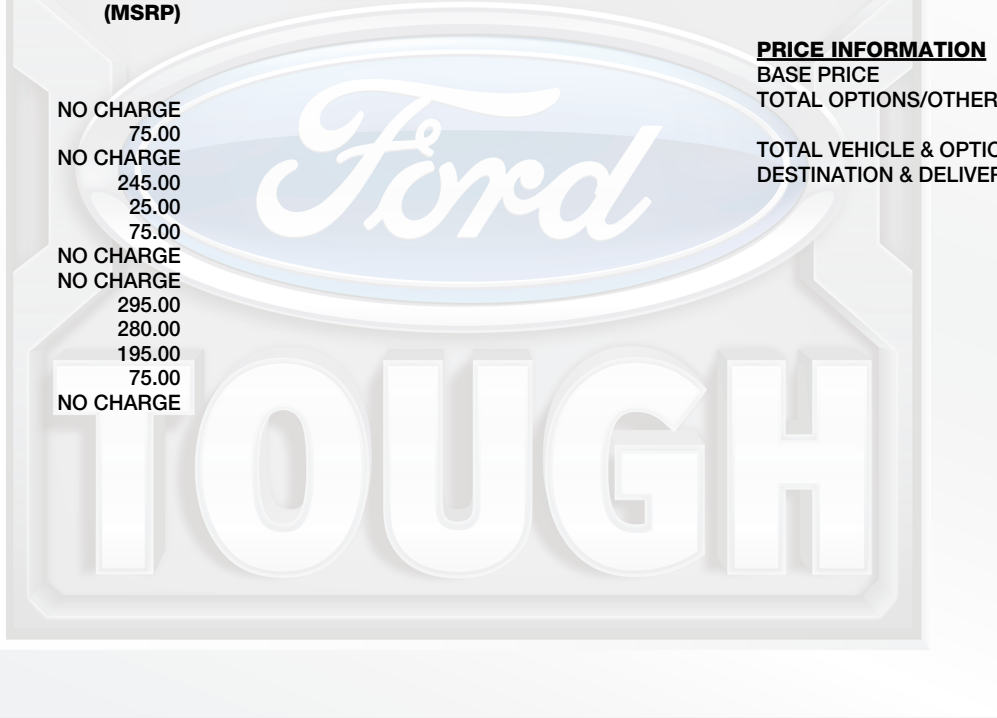 (MSRP)
NO CHARGE
75.00
NO CHARGE
245.00
25.00
75.00
NO CHARGE
NO CHARGE
295.00
280.00
195.00
75.00
NO CHARGE
PRICE INFORMATION
BASE PRICE
TOTAL OPTIONS/OTHER
TOTAL VEHICLE & OPTIO
DESTINATION & DELIVER
Ford
TOUGH